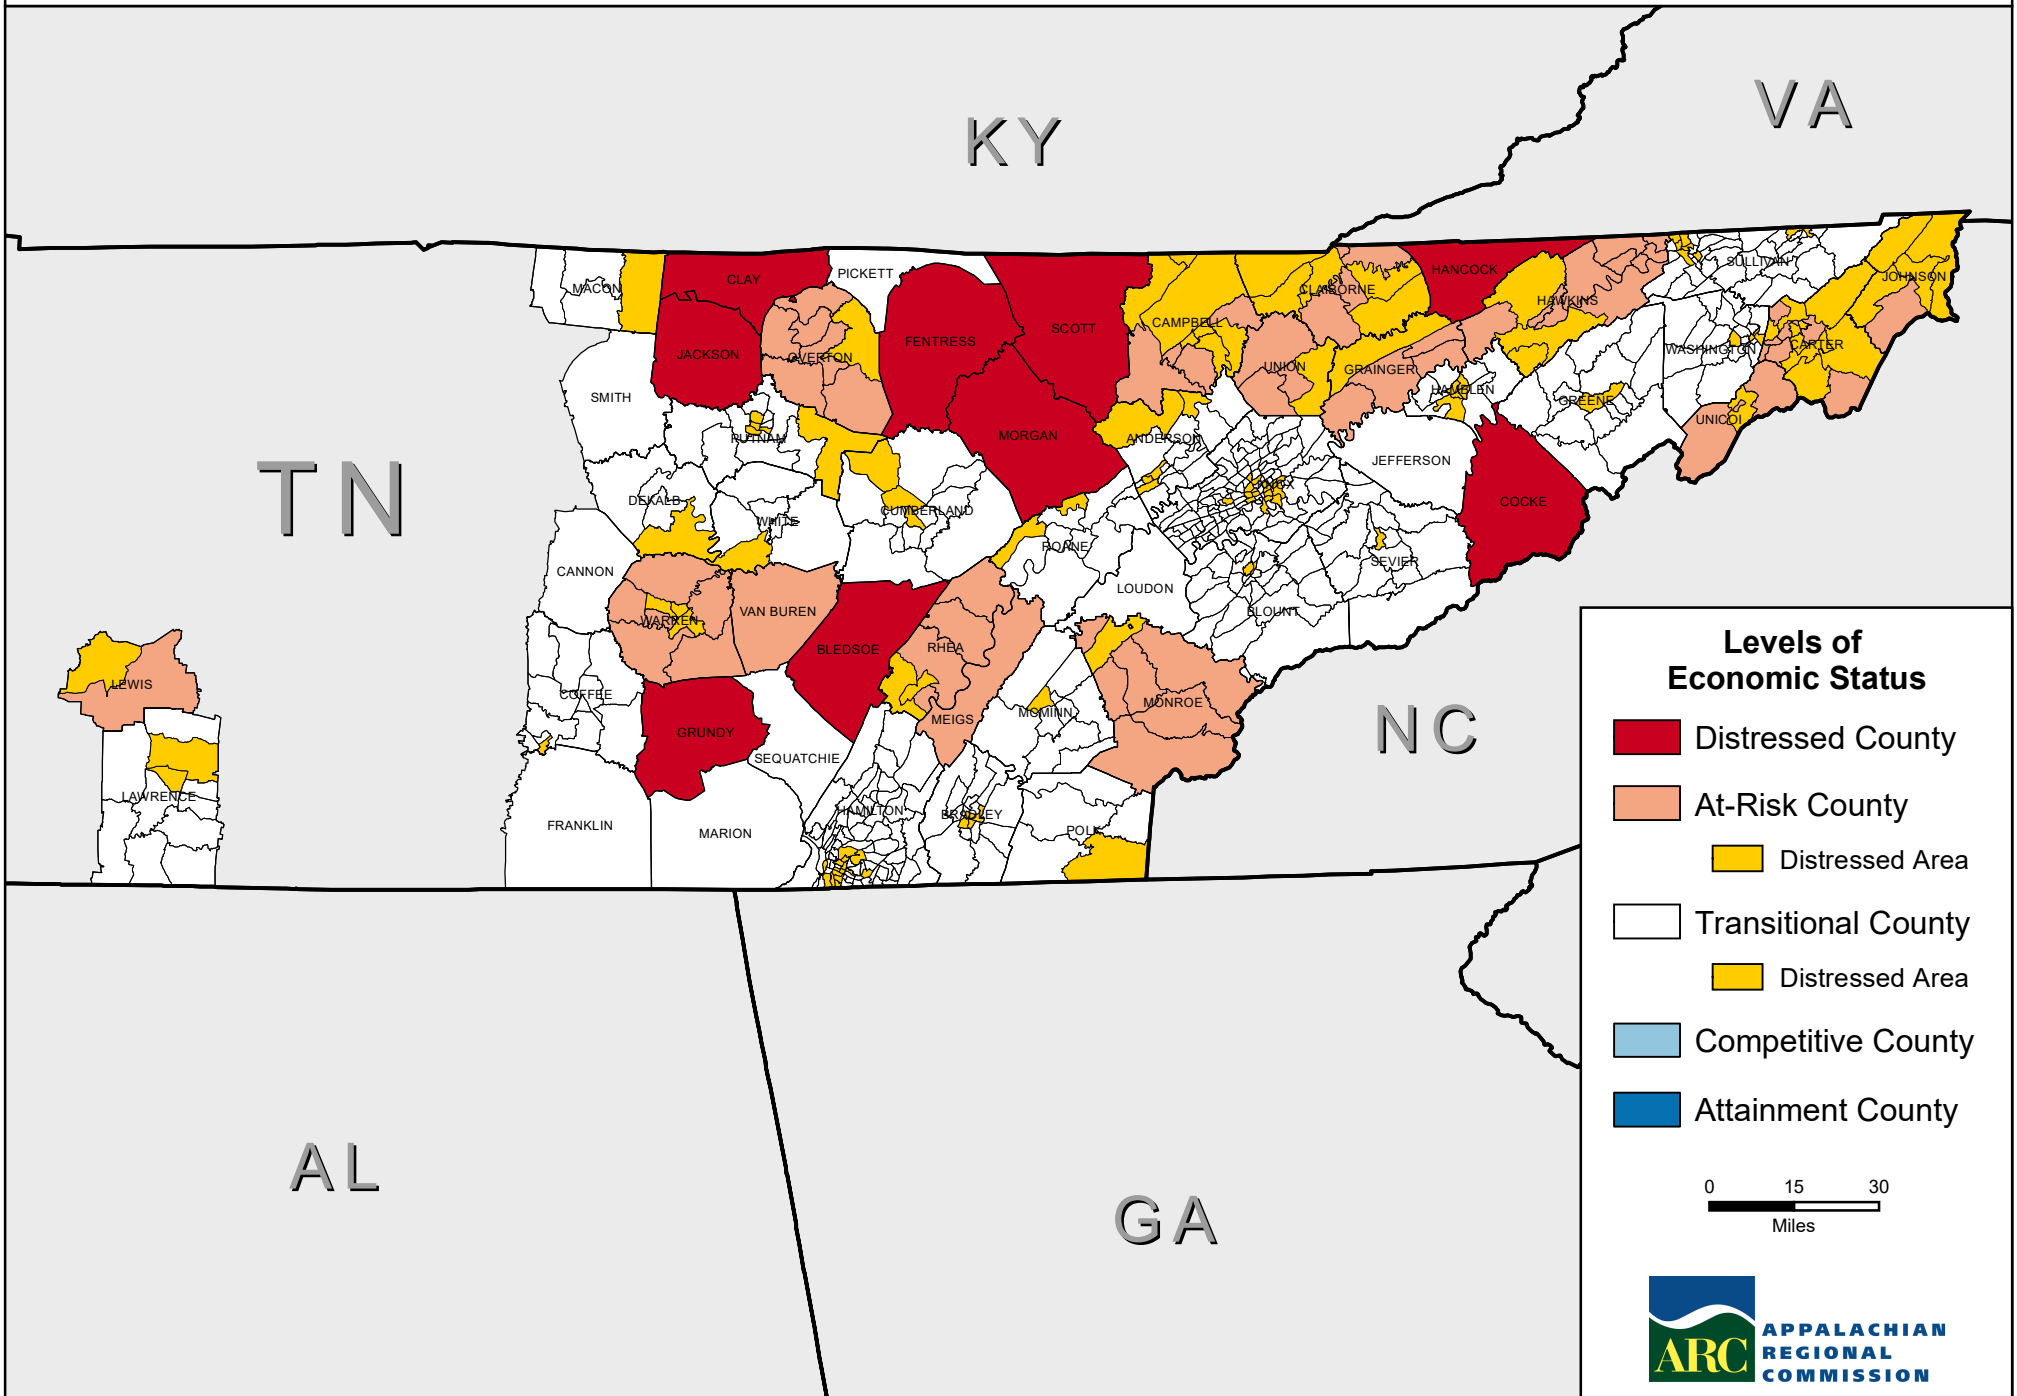 KY
VA
TN
NC
AL
GA
MACON
CLAY
PICKETT
JACKSON
OVERTON
FENTRESS
SCOTT
CAMPBELL
CLAIBORNE
HANCOCK
HAWKINS
SULLIVAN
JOHNSON
SMITH
UNION
GRAINGER
HAMBLEN
WASHINGTON
CARTER
GREENE
UNICOI
PUTNAM
MORGAN
ANDERSON
JEFFERSON
KNOX
COCKE
DEKALB
WHITE
CUMBERLAND
ROANE
SEVIER
CANNON
LOUDON
BLOUNT
WARREN
VAN BUREN
BLEDSOE
RHEA
LEWIS
COFFEE
MEIGS
MCMINN
MONROE
GRUNDY
SEQUATCHIE
LAWRENCE
FRANKLIN
MARION
HAMILTON
BRADLEY
POLK
Levels of
Economic Status
Distressed County
At-Risk County
Distressed Area
Transitional County
Distressed Area
Competitive County
Attainment County
0 15 30
Miles
ARC
APPALACHIAN
REGIONAL
COMMISSION